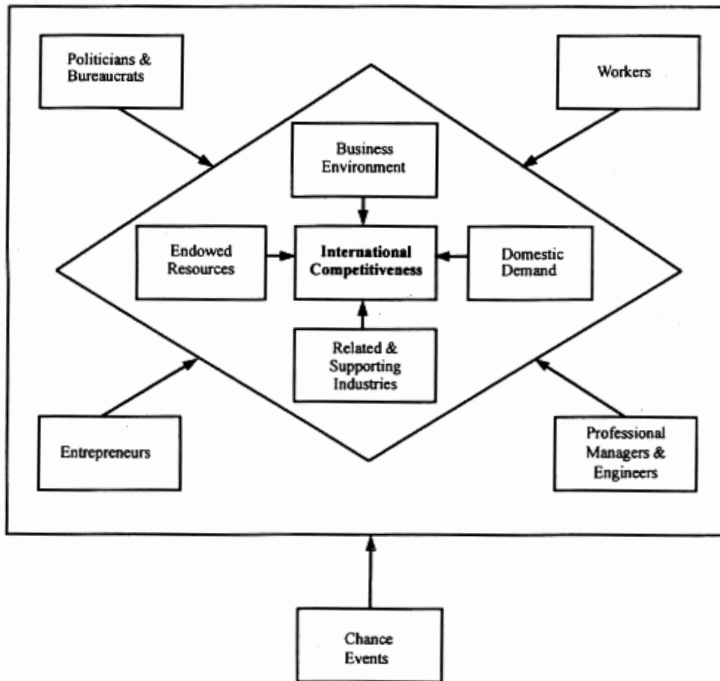 Politicians &
Bureaucrats
Workers
Business
Environment
Endowed
Resources
International
Competitiveness
Domestic
Demand
Related &
Supporting
Industries
Entrepreneurs
Professional
Managers &
Engineers
Chance
Events